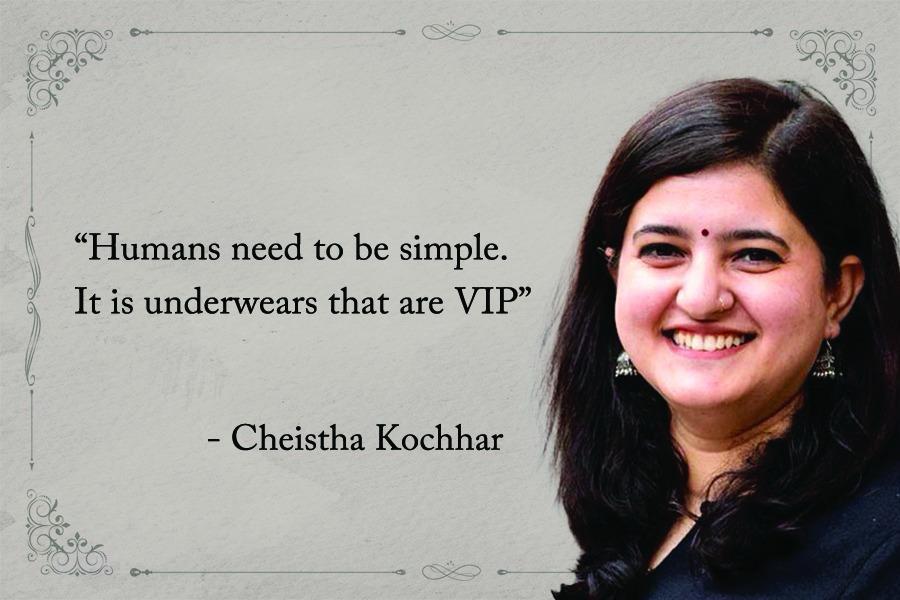 “Humans need to be simple.
It is underwears that are VIP”
- Cheistha Kochhar